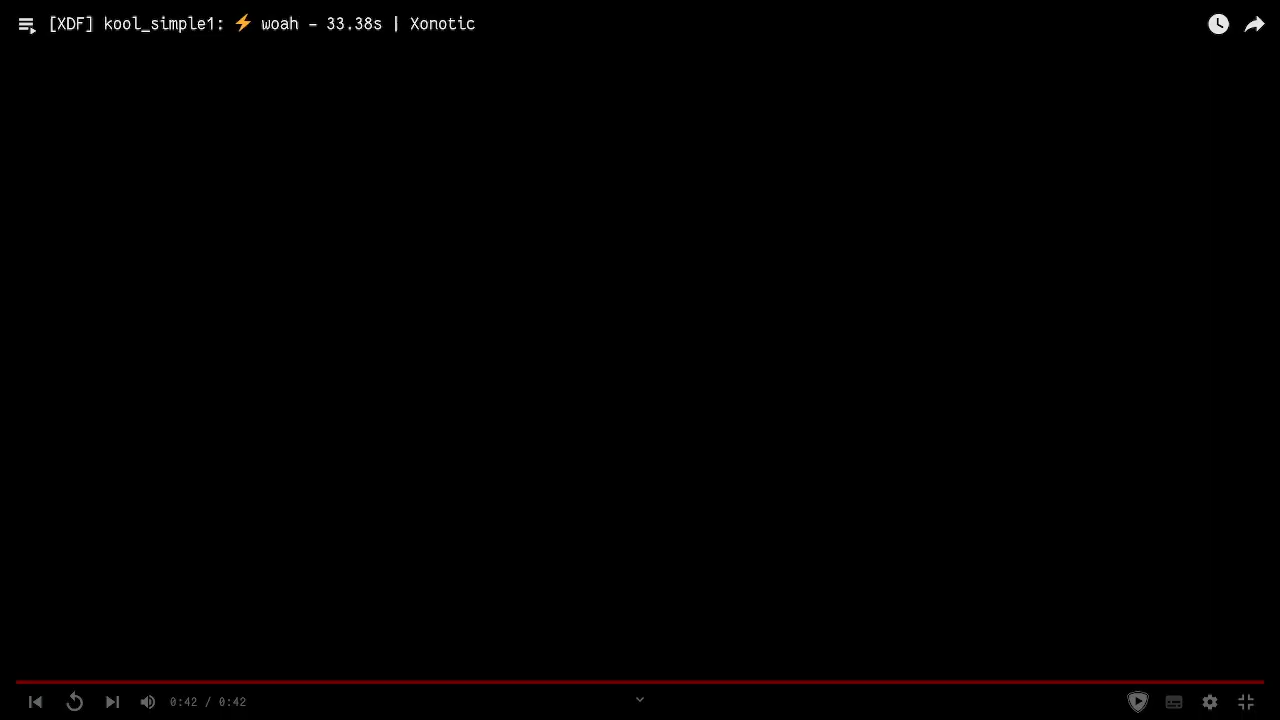 [XDF] kool_simple1: ⚡ woah – 33.38s | Xonotic
0:42 / 0:42